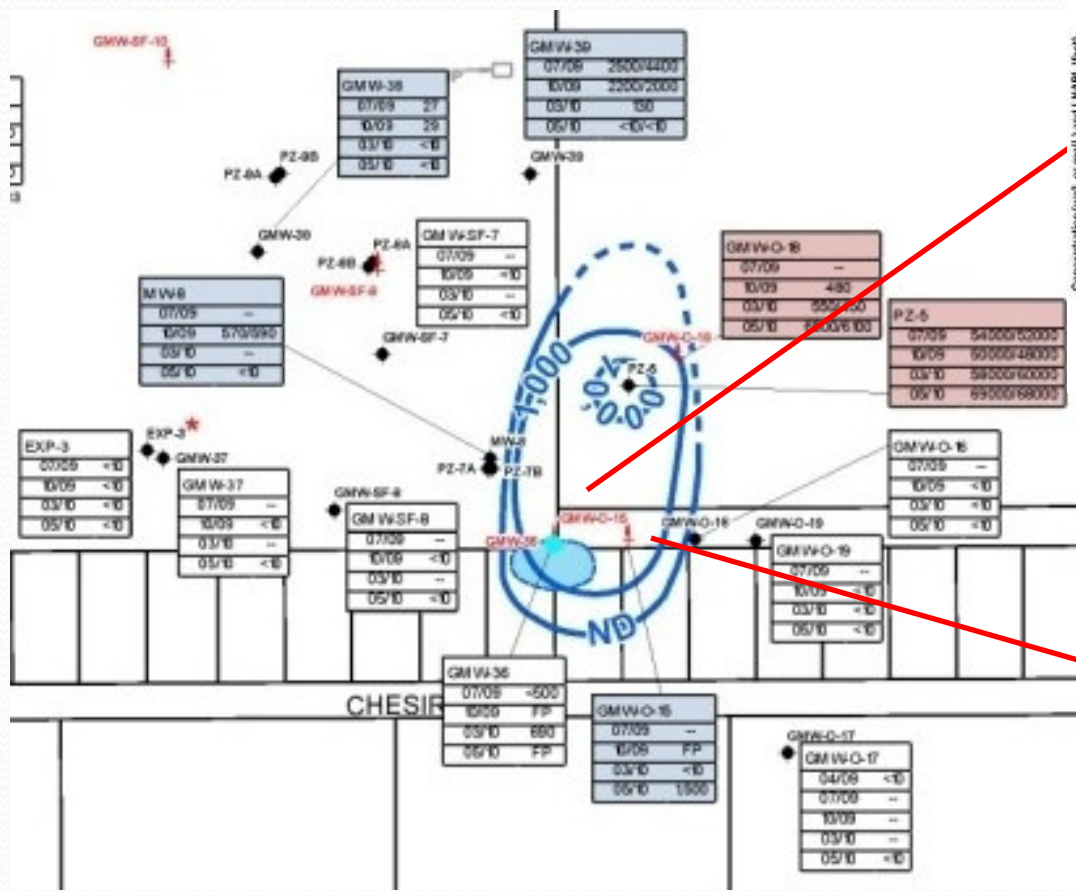 GMW-SF-10
GMW-39
07/09 2500/4400
10/09 2200/2000
03/10 130
05/10 <10/<10
GMW-38
07/09 27
10/09 29
03/10 <10
05/10 <10
PZ-9B
PZ-9A
GMW-39
GMW-38
PZ-8A
PZ-8B
GMW-SF-7
07/09 --
10/09 <10
03/10 --
05/10 <10
GMW-O-18
07/09 --
10/09 480
03/10
05/10
MW-8
07/09 --
10/09 570/590
03/10 --
05/10 <10
PZ-5
07/09 54000/52000
10/09 50000/48000
03/10 58000/60000
05/10 69000/68000
GMW-SF-7
GMW-O-18
1,000
PZ-5
EXP-3
GMW-37
MW-8
PZ-7A
PZ-7B
EXP-3
07/09 <10
10/09 <10
03/10 <10
05/10 <10
GMW-37
07/09 --
10/09 <10
03/10 --
05/10 <10
GMW-SF-8
07/09 --
10/09 <10
03/10 --
05/10 <10
GMW-O-16
07/09 --
10/09 <10
03/10 <10
05/10 <10
GMW-36
GMW-O-15
GMW-O-16
GMW-O-19
GMW-O-19
07/09 --
10/09 <10
03/10 <10
05/10 <10
ND
GMW-36
07/09
10/09 FP
03/10 690
05/10 FP
CHESIR
GMW-O-15
07/09 --
10/09 FP
03/10 <10
05/10 1,500
GMW-O-17
GMW-O-17
04/09 <10
07/09 --
10/09 --
03/10 --
05/10 <10